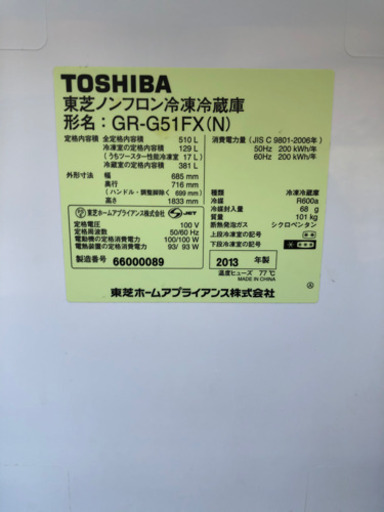 TOSHIBA
東芝ノンフロン冷凍冷蔵庫
形名：GR-G51FX(N)
定格内容積 全定格内容積 510 L
冷凍室の定格内容積 129 L
(うちフースター性能冷凍室 17 L)
冷蔵室の定格内容積 381 L
消費電力量 (JIS C 9801-2006年)
50Hz 200 kWh/年
60Hz 200 kWh/年
外形寸法 幅 685 mm
奥行 716 mm
(ハンドル・調整脚除く 699 mm)
高さ 1833 mm
種類 冷凍冷蔵庫
冷媒 R600a
冷媒封入量 68 g
質量 101 kg
断熱発泡ガス シクロペンタン
上段冷凍室の記号
下段冷凍室の記号
東芝ホームアプライアンス株式会社 JET
定格電圧 100 V
定格周波数 50/60 Hz
電動機の定格消費電力 100/100 W
電熱装置の定格消費電力 93/ 93 W
製造番号 66000089
2013 年製
温度ヒューズ 77℃
MADE IN CHINA
東芝ホームアプライアンス株式会社